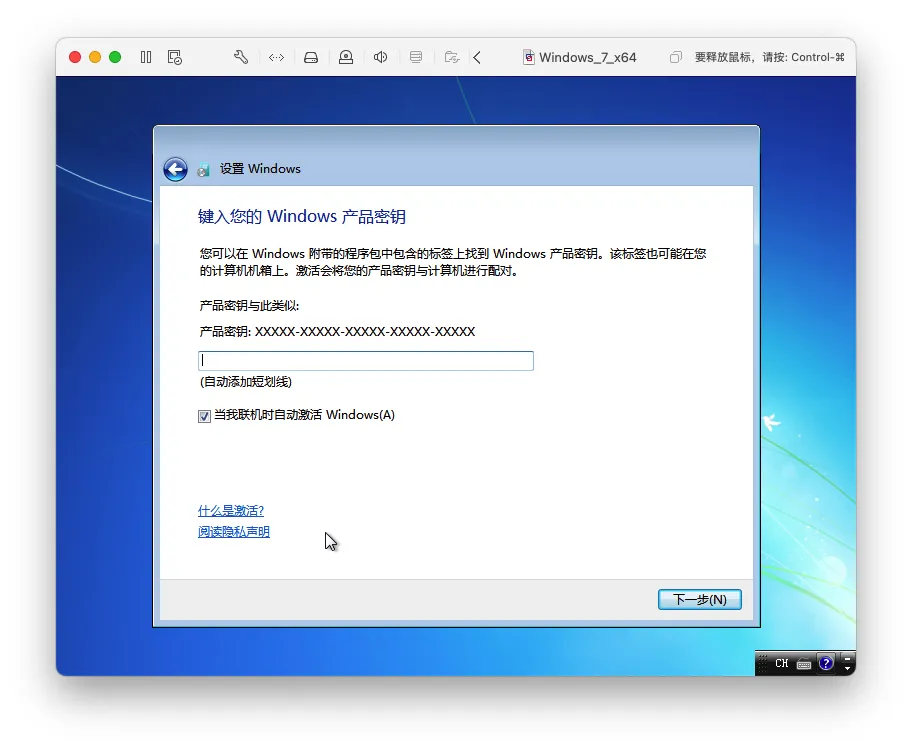 Windows_7_x64
要释放鼠标，请按: Control-⌘
设置 Windows
键入您的 Windows 产品密钥
您可以在 Windows 附带的程序包中包含的标签上找到 Windows 产品密钥。该标签也可能在您
的计算机机箱上。激活会将您的产品密钥与计算机进行配对。
产品密钥与此类似:
产品密钥: XXXXX-XXXXX-XXXXX-XXXXX-XXXXX
(自动添加短划线)
当我联机时自动激活 Windows(A)
什么是激活?
阅读隐私声明
下一步(N)
CH